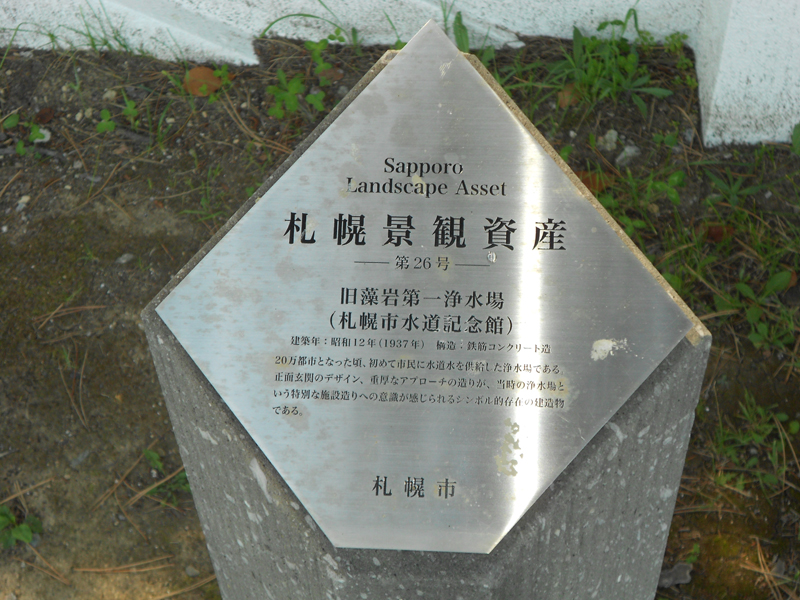 Sapporo
Landscape Asset
札幌景観資産
第26号
旧藻岩第一浄水場
(札幌市水道記念館)
建築年:昭和12年(1937年) 構造:鉄筋コンクリート造
20万都市となった頃、初めて市民に水道水を供給した浄水場である。
正面玄関のデザイン、重厚なアプローチの造りが、当時の浄水場と
いう特別な施設造りへの意識が感じられるシンボル的存在の建造物
である。
札幌市